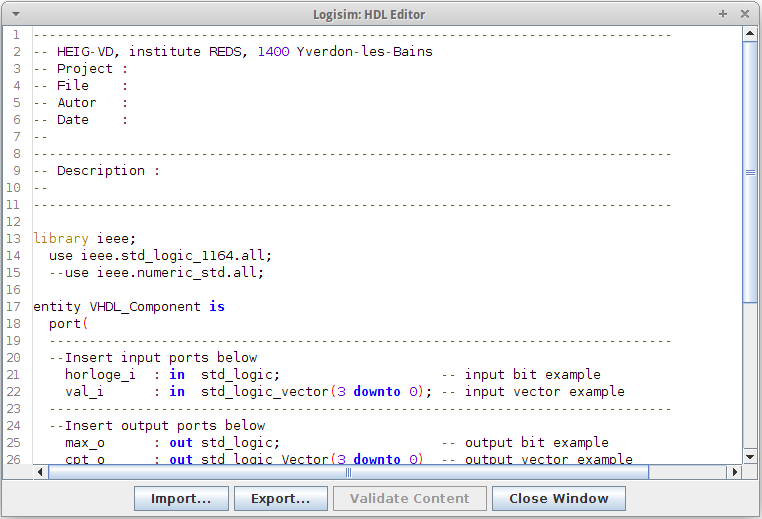 Logisim: HDL Editor
1 --------------------------------------------------------------------------------
2 -- HEIG-VD, institute REDS, 1400 Yverdon-les-Bains
3 -- Project :
4 -- File    :
5 -- Autor   :
6 -- Date    :
7 --
8 --------------------------------------------------------------------------------
9 -- Description :
10 --
11 --------------------------------------------------------------------------------
12
13 library ieee;
14   use ieee.std_logic_1164.all;
15   --use ieee.numeric_std.all;
16
17 entity VHDL_Component is
18   port(
19   ------------------------------------------------------------------------------
20   --Insert input ports below
21     horloge_i  : in  std_logic;                    -- input bit example
22     val_i      : in  std_logic_vector(3 downto 0); -- input vector example
23   ------------------------------------------------------------------------------
24   --Insert output ports below
25     max_o      : out std_logic;                    -- output bit example
26     cpt_o      : out std_logic_Vector(3 downto 0)  -- output vector example
Import... Export... Validate Content Close Window